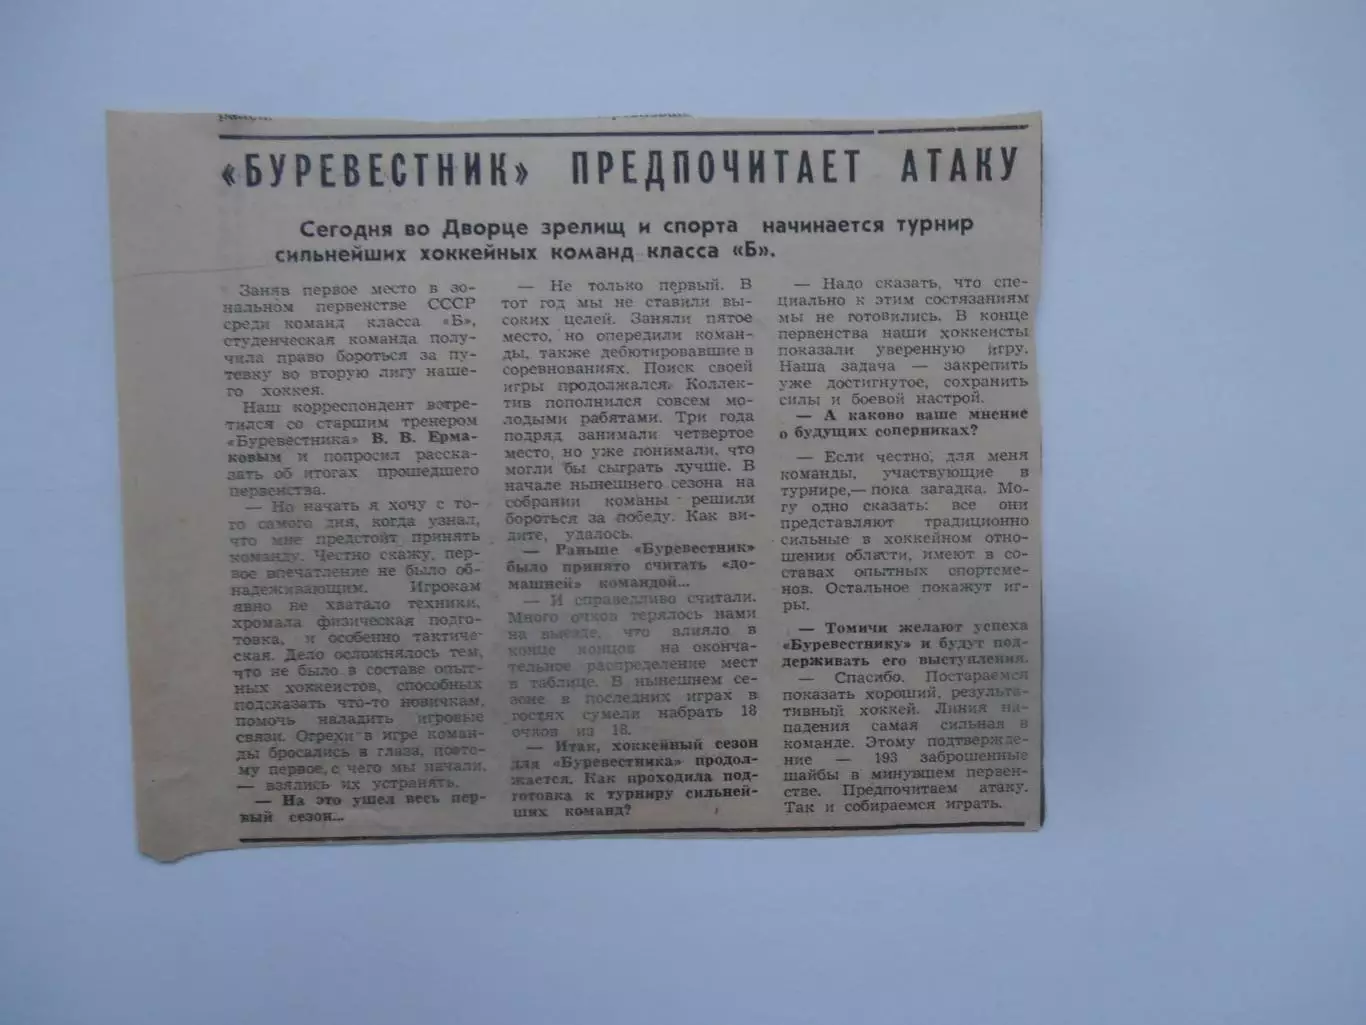 «БУРЕВЕСТНИК» ПРЕДПОЧИТАЕТ АТАКУ
Сегодня во Дворце зрелищ и спорта начинается турнир
сильнейших хоккейных команд класса «Б».
Заняв первое место в зо-
нальном первенстве СССР
среди команд класса «Б»,
студенческая команда полу-
чила право бороться за пу-
тевку во вторую лигу наше-
го хоккея.
Наш корреспондент встре-
тился со старшим тренером
«Буревестника» В. В. Ерма-
ковым и попросил расска-
зать об итогах прошедшего
первенства.
— Но начать я хочу с то-
го самого дня, когда узнал,
что мне предстоит принять
команду. Честно скажу, пер-
вое впечатление не было об-
надеживающим. Игрокам
явно не хватало техники,
хромала физическая подго-
товка, и особенно тактиче-
ская. Дело осложнялось тем,
что не было в составе опыт-
ных хоккеистов, способных
подсказать что-то новичкам,
помочь наладить игровые
связи. Огрехи в игре коман-
ды бросались в глаза, поэто-
му первое, с чего мы начали,
— взялись их устранять.
— На это ушел весь пер-
вый сезон...
— Не только первый. В
тот год мы не ставили вы-
соких целей. Заняли пятое
место, но опередили коман-
ды, также дебютировавшие в
соревнованиях. Поиск своей
игры продолжался. Коллек-
тив пополнился совсем мо-
лодыми рабятами. Три года
подряд занимали четвертое
место, но уже понимали, что
могли бы сыграть лучше. В
начале нынешнего сезона на
собрании команы решили
бороться за победу. Как ви-
дите, удалось.
— Раньше «Буревестник»
было принято считать «до-
машней» командой...
— И справедливо считали.
Много очков терялось нами
на выезде, что влияло в
конце концов на оконча-
тельное распределение мест
в таблице. В нынешнем се-
зоне в последних играх в
гостях сумели набрать 18
очков из 18.
— Итак, хоккейный сезон
для «Буревестника» продол-
жается. Как проходила под-
готовка к турниру сильней-
ших команд?
— Надо сказать, что спе-
циально к этим состязаниям
мы не готовились. В конце
первенства наши хоккеисты
показали уверенную игру.
Наша задача — закрепить
уже достигнутое, сохранить
силы и боевой настрой.
— А каково ваше мнение
о будущих соперниках?
— Если честно, для меня
команды, участвующие в
турнире,— пока загадка. Мо-
гу одно сказать: все они
представляют традиционно
сильные в хоккейном отно-
шении области, имеют в со-
ставах опытных спортсме-
нов. Остальное покажут иг-
ры.
— Томичи желают успеха
«Буревестнику» и будут под-
держивать его выступления.
— Спасибо. Постараемся
показать хороший, результа-
тивный хоккей. Линия на-
падения самая сильная в
команде. Этому подтвержде-
ние — 193 заброшенные
шайбы в минувшем первен-
стве. Предпочитаем атаку.
Так и собираемся играть.